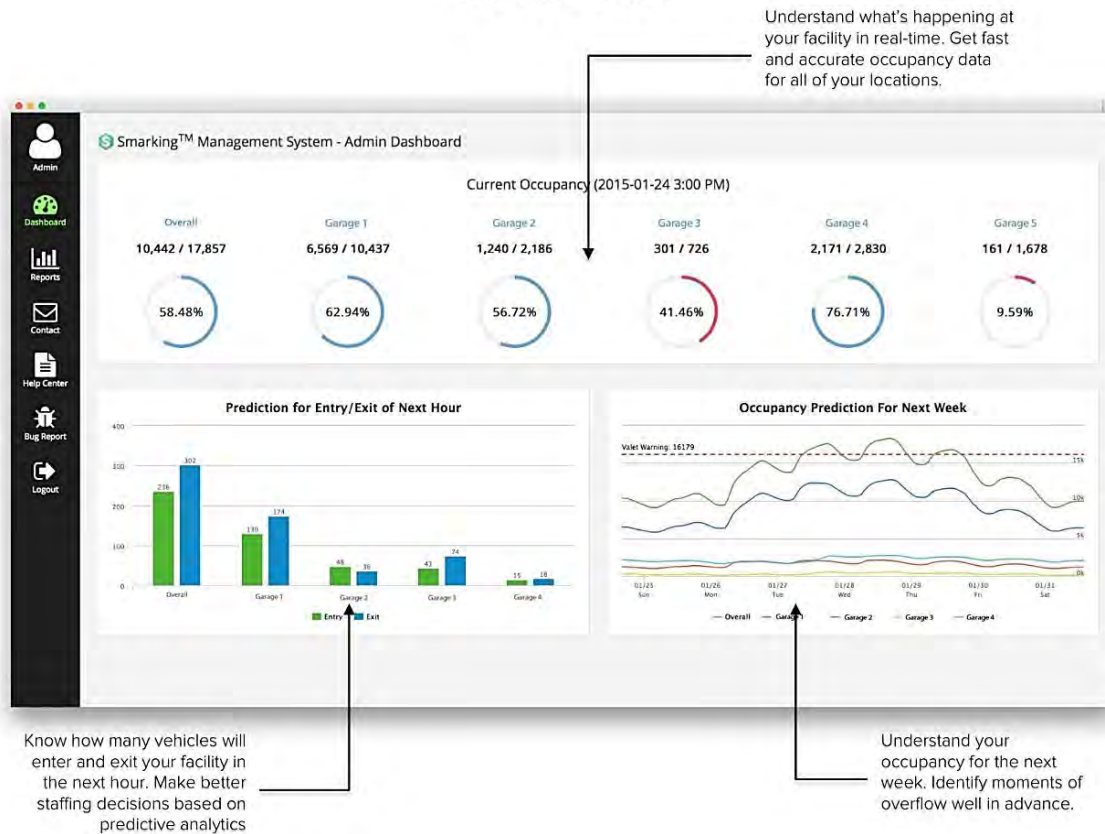 Understand what's happening at
your facility in real-time. Get fast
and accurate occupancy data
for all of your locations.
Admin
Dashboard
Reports
Contact
Help Center
Bug Report
Logout
Smarking™ Management System - Admin Dashboard
Current Occupancy (2015-01-24 3:00 PM)
Overall
10,442 / 17,857
58.48%
Garage 1
6,569 / 10,437
62.94%
Garage 2
1,240 / 2,186
56.72%
Garage 3
301 / 726
41.46%
Garage 4
2,171 / 2,830
76.71%
Garage 5
161 / 1,678
9.59%
Prediction for Entry/Exit of Next Hour
400
300
200
100
0
236
302
174
74
Overall
Garage 1
Garage 2
Garage 3
Garage 4
Entry
Exit
Occupancy Prediction For Next Week
Valet Warning: 16179
15k
10k
5k
0k
01/25
Sun
01/26
Mon
01/27
Tue
01/28
Wed
01/29
Thu
01/30
Fri
01/31
Sat
Overall
Garage 2
Garage 3
Garage 4
Know how many vehicles will
enter and exit your facility in
the next hour. Make better
staffing decisions based on
predictive analytics
Understand your
occupancy for the next
week. Identify moments of
overflow well in advance.